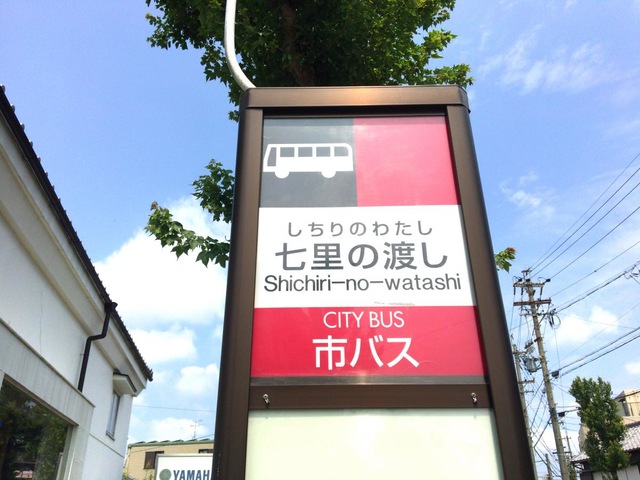 しちりのわたし
七里の渡し
Shichiri-no-watashi
CITY BUS
市バス
YAMAH